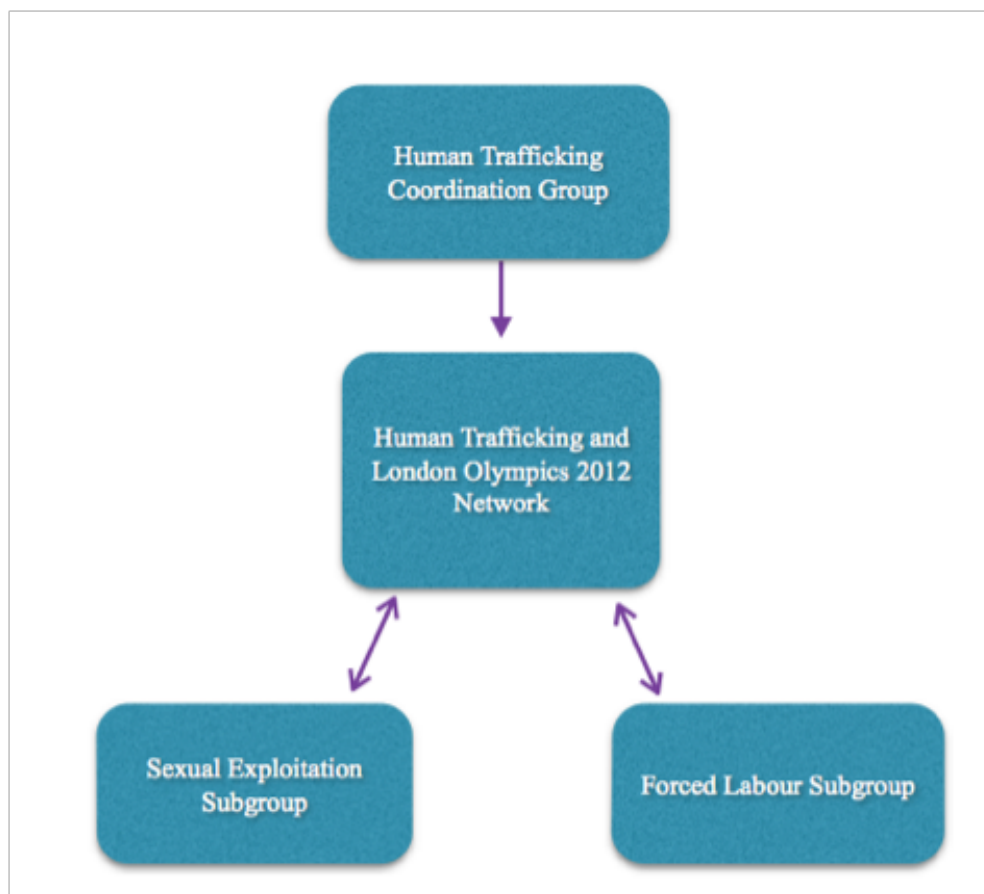 Human Trafficking
Coordination Group
Human Trafficking and
London Olympics 2012
Network
Sexual Exploitation
Subgroup
Forced Labour Subgroup